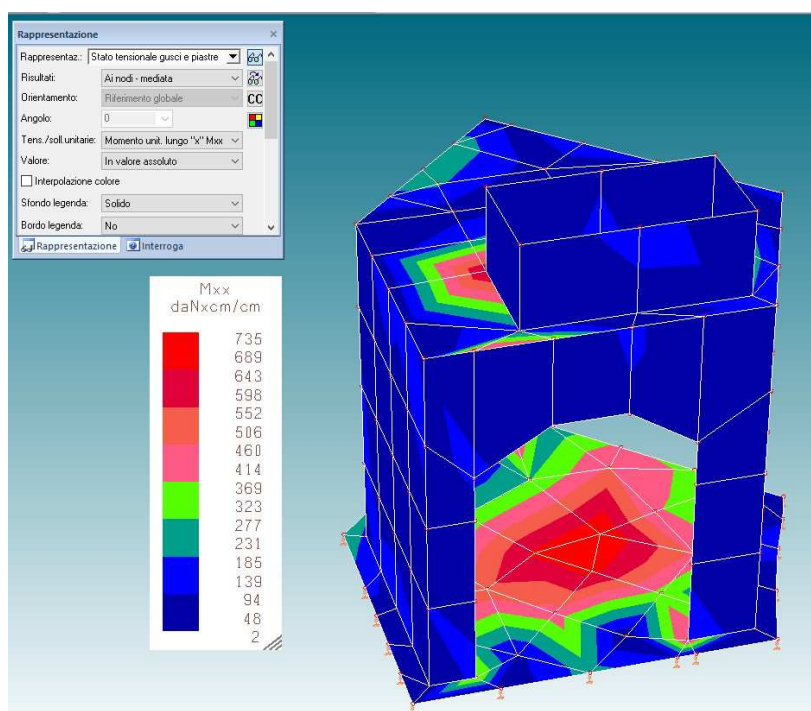 Rappresentazione
Rappresentaz.: Stato tensionale gusci e piastre
Risultati: Ai nodi - mediata
Orientamento: Riferimento globale CC
Angolo: 0
Tens./soll.unitarie: Momento unit. lungo "x" Mxx
Valore: In valore assoluto
Interpolazione colore
Sfondo legenda: Solido
Bordo legenda: No
Rappresentazione Interroga
Mxx
daNxcm/cm
735
689
643
598
552
506
460
414
369
323
277
231
185
139
94
48
2